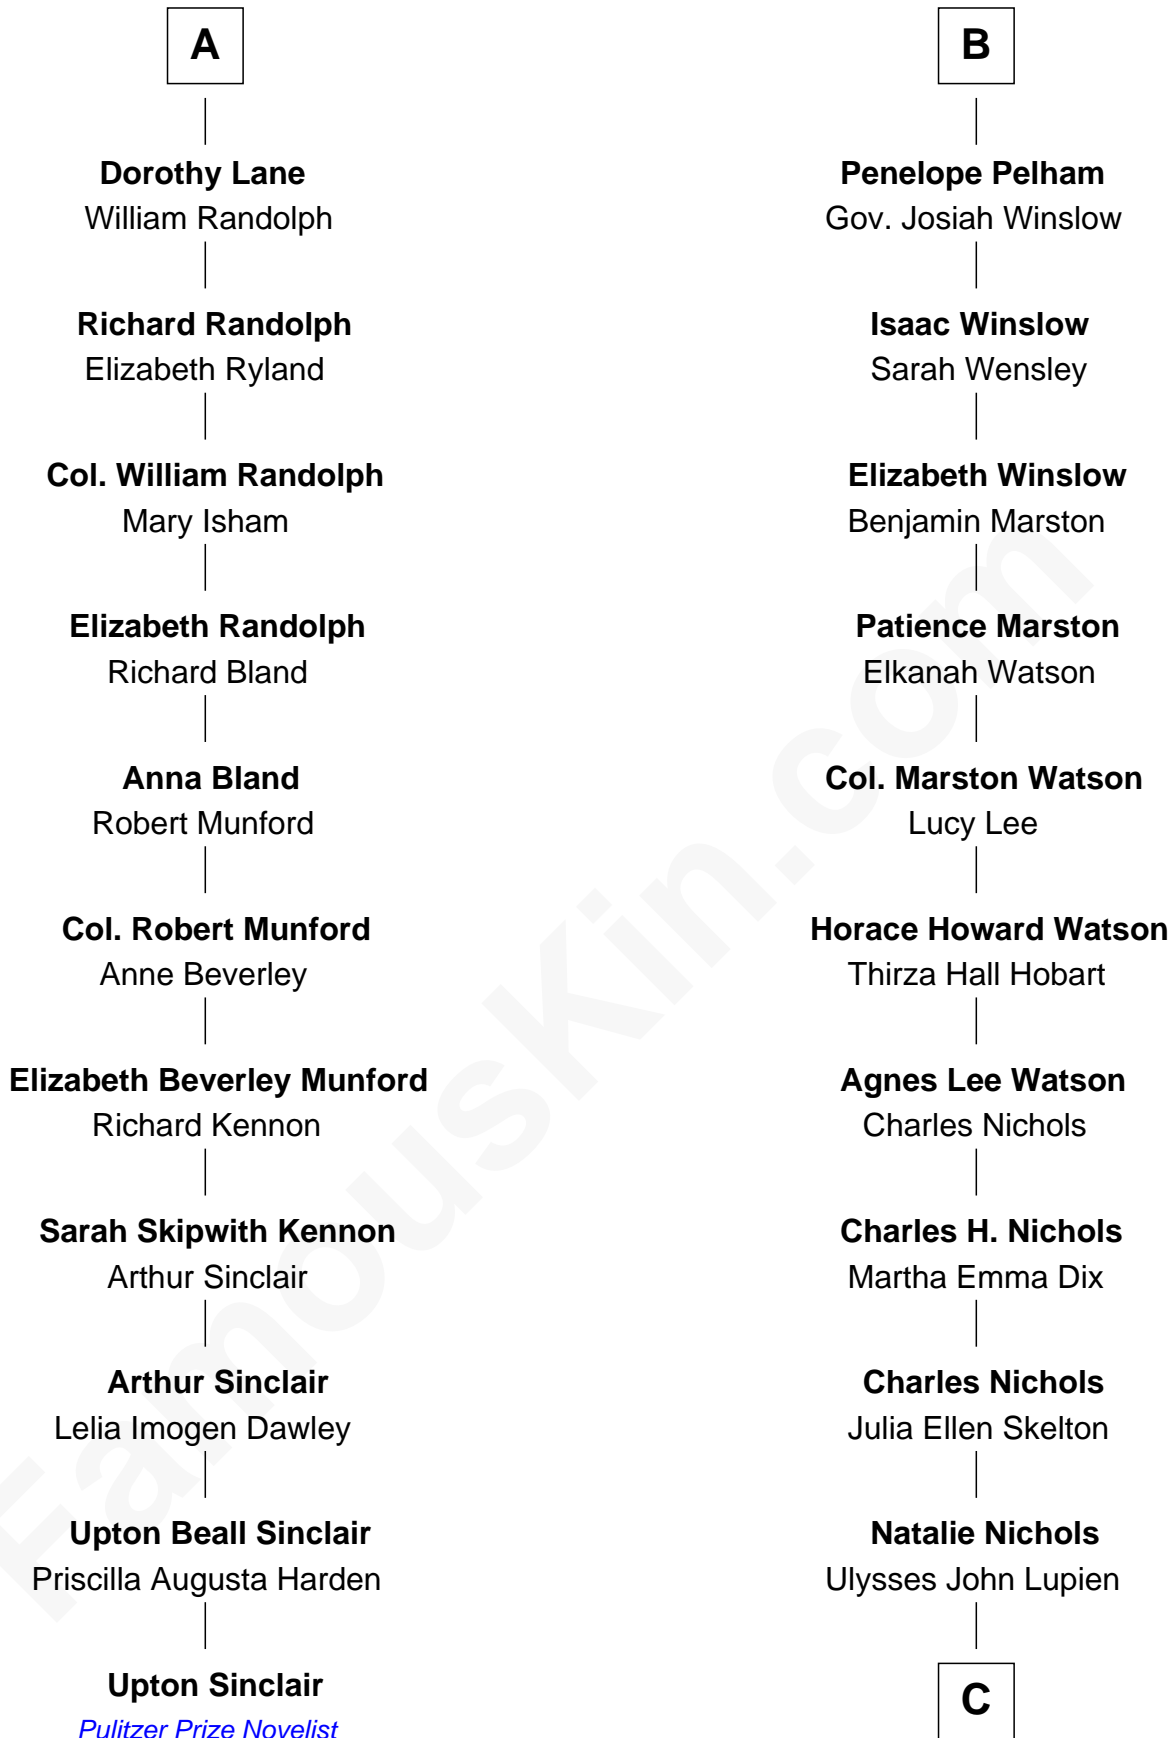 A
Dorothy Lane
William Randolph
Richard Randolph
Elizabeth Ryland
Col. William Randolph
Mary Isham
Elizabeth Randolph
Richard Bland
Anna Bland
Robert Munford
Col. Robert Munford
Anne Beverley
Elizabeth Beverley Munford
Richard Kennon
Sarah Skipwith Kennon
Arthur Sinclair
Arthur Sinclair
Lelia Imogen Dawley
Upton Beall Sinclair
Priscilla Augusta Harden
Upton Sinclair
Pulitzer Prize Novelist
B
Penelope Pelham
Gov. Josiah Winslow
Isaac Winslow
Sarah Wensley
Elizabeth Winslow
Benjamin Marston
Patience Marston
Elkanah Watson
Col. Marston Watson
Lucy Lee
Horace Howard Watson
Thirza Hall Hobart
Agnes Lee Watson
Charles Nichols
Charles H. Nichols
Martha Emma Dix
Charles Nichols
Julia Ellen Skelton
Natalie Nichols
Ulysses John Lupien
C
FamousKin.com